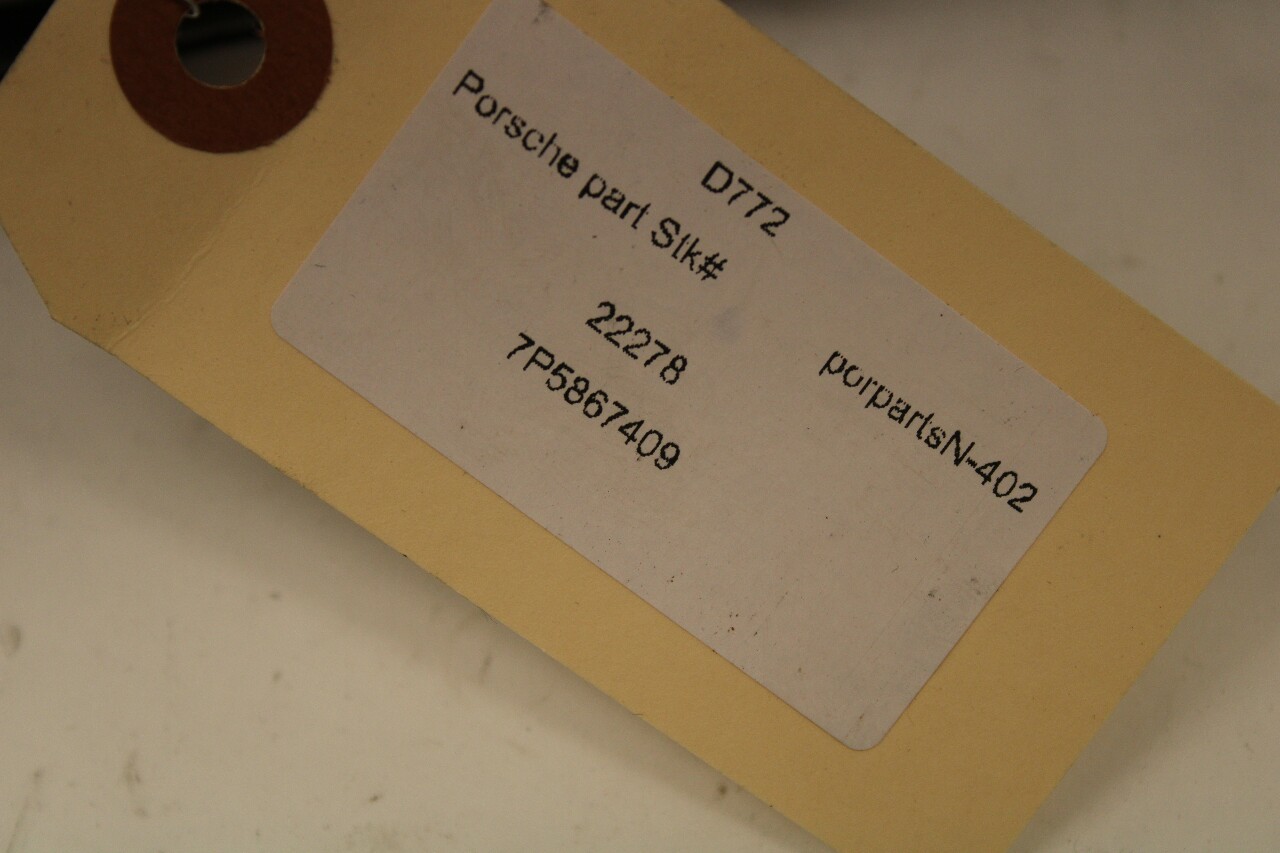 D772
Porsche part Stk#
22278
porpartsN-402
7P5867409